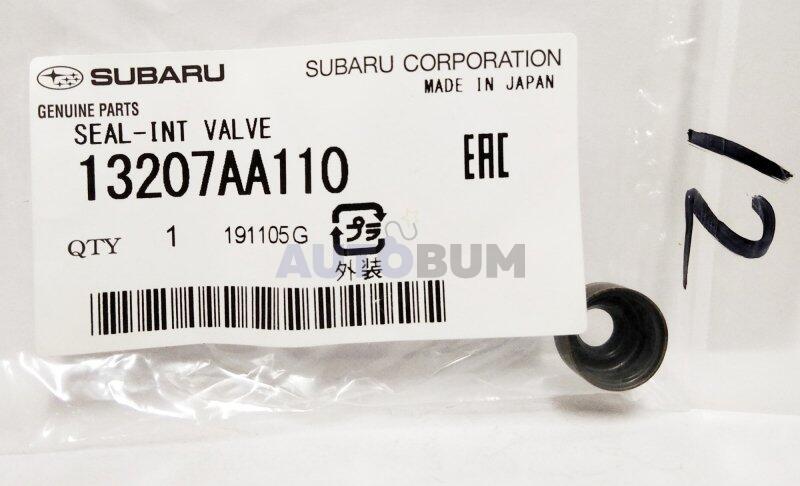 SUBARU
SUBARU CORPORATION
MADE IN JAPAN
GENUINE PARTS
SEAL-INT VALVE
13207AA110
EAC
QTY 1 191105G プラ
外装
AUTOBUM
12